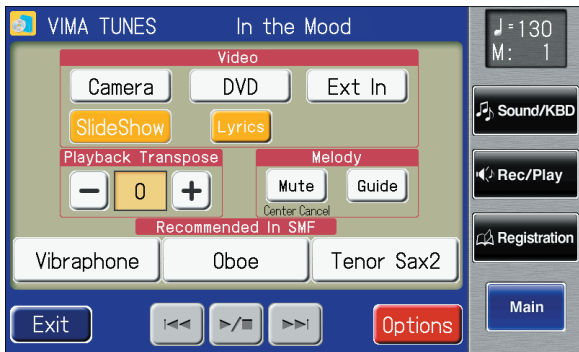 VIMA TUNES In the Mood
♩=130
M: 1
Video
Camera DVD Ext In
SlideShow Lyrics
Playback Transpose
− 0 +
Melody
Mute Guide
Center Cancel
Recommended In SMF
Vibraphone Oboe Tenor Sax2
Exit Options
Sound/KBD
Rec/Play
Registration
Main